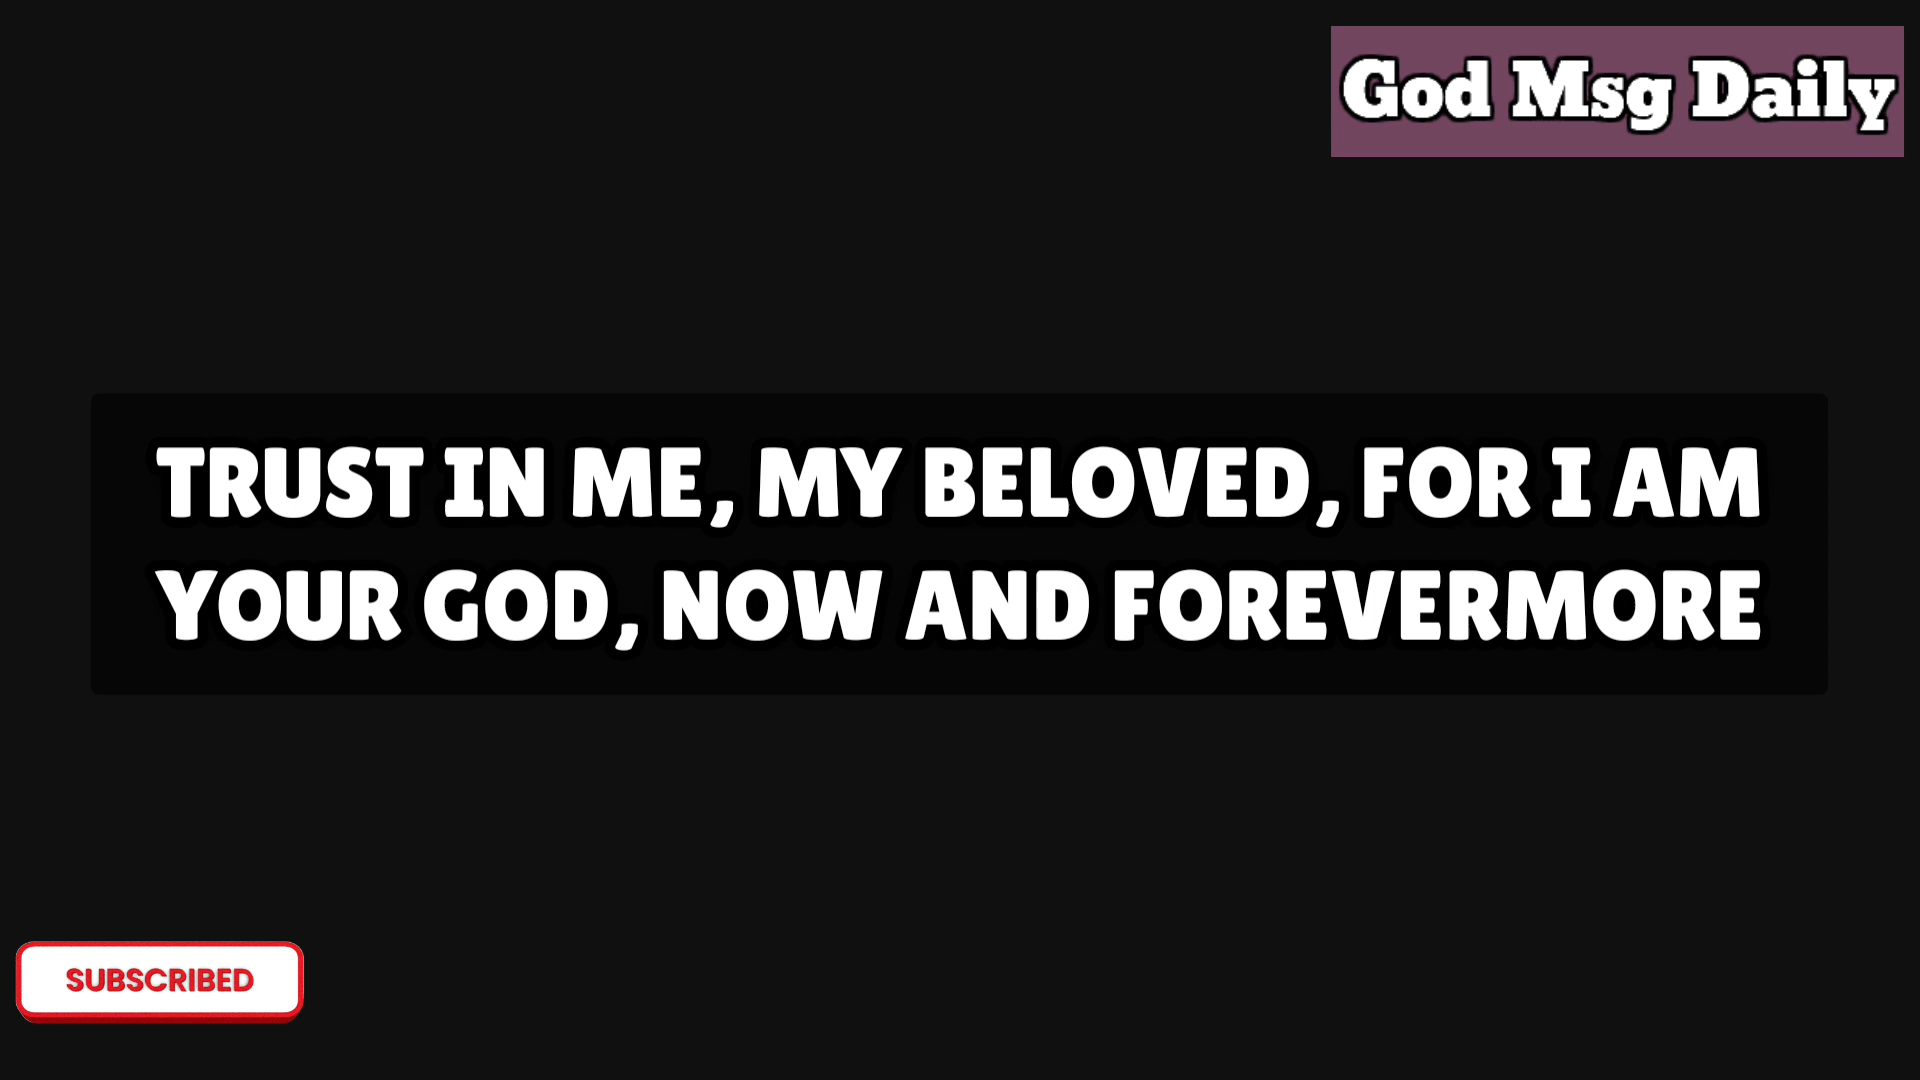 God Msg Daily
TRUST IN ME, MY BELOVED, FOR I AM
YOUR GOD, NOW AND FOREVERMORE
SUBSCRIBED